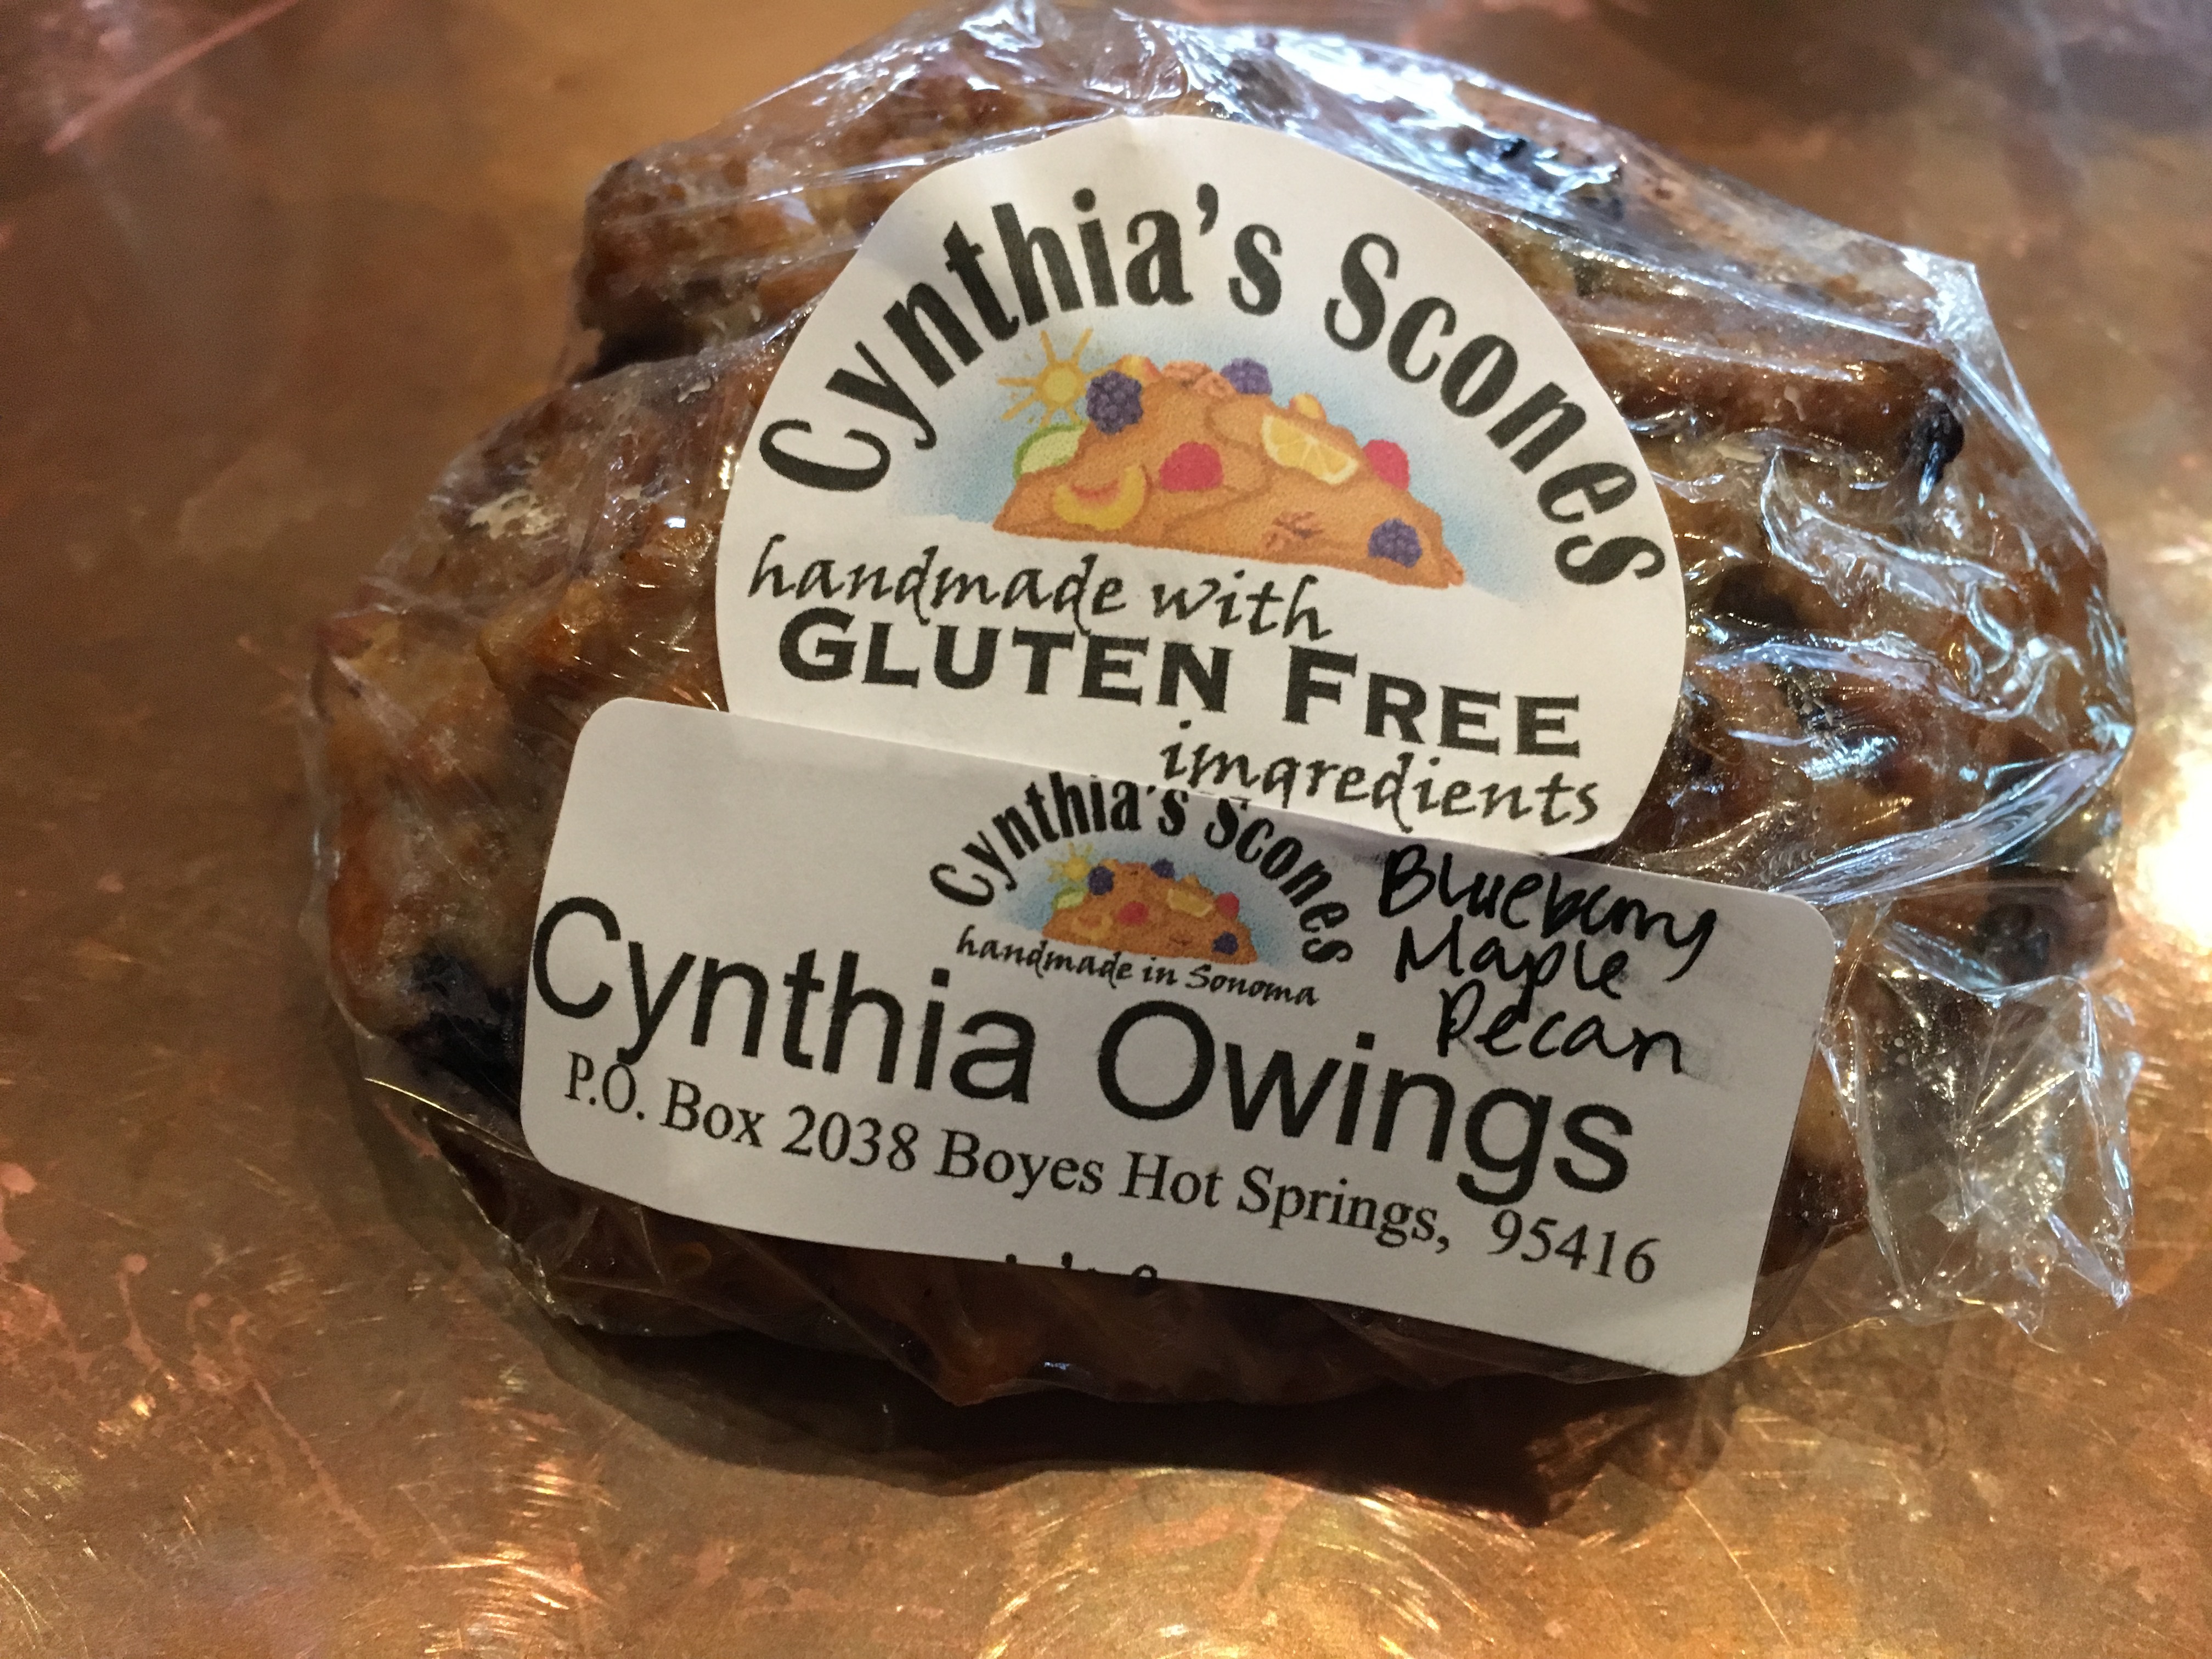 Cynthia's Scones
handmade with
GLUTEN FREE
ingredients
Cynthia's Scones
handmade in Sonoma
Blueberry
Maple
Pecan
Cynthia Owings
P.O. Box 2038 Boyes Hot Springs, 95416